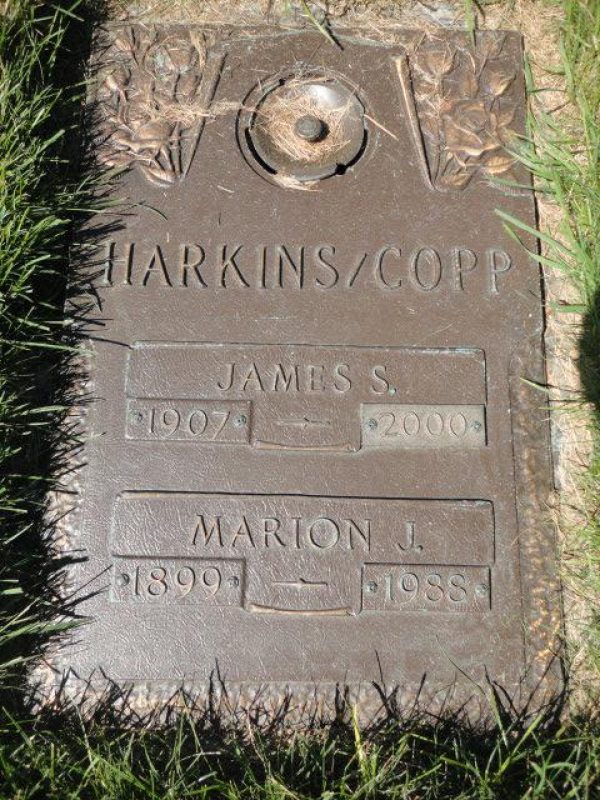 HARKINS/COPP
JAMES S.
1907 — 2000
MARION J.
1899 — 1988